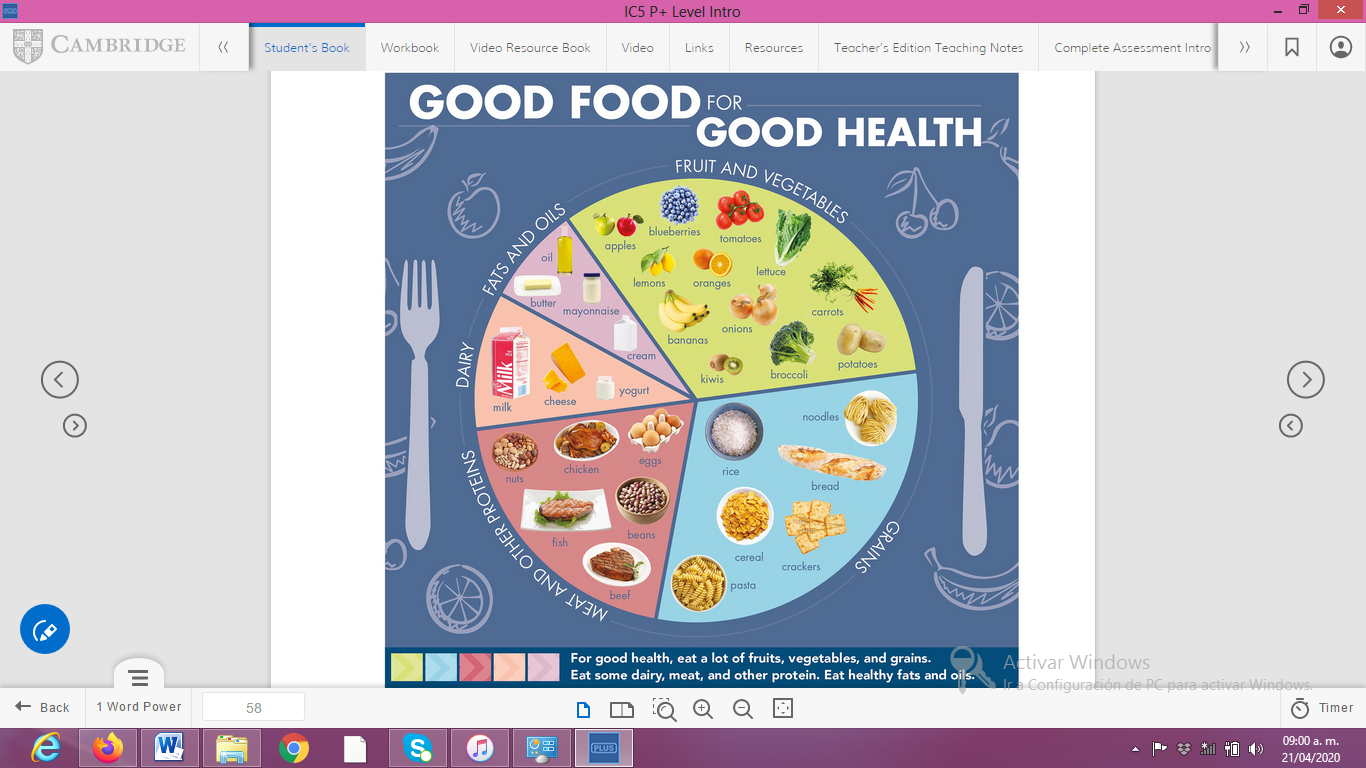 IC5 P+ Level Intro
CAMBRIDGE
Student's Book
Workbook
Video Resource Book
Video
Links
Resources
Teacher's Edition Teaching Notes
Complete Assessment Intro
GOOD FOOD FOR
GOOD HEALTH
FRUIT AND VEGETABLES
apples
blueberries
tomatoes
lettuce
lemons
oranges
carrots
bananas
onions
kiwis
broccoli
potatoes
FATS AND OILS
oil
butter
mayonnaise
cream
DAIRY
Milk
milk
cheese
yogurt
MEAT AND OTHER PROTEINS
nuts
chicken
eggs
fish
beans
beef
GRAINS
rice
noodles
bread
cereal
crackers
pasta
For good health, eat a lot of fruits, vegetables, and grains.
Eat some dairy, meat, and other protein. Eat healthy fats and oils.
Activar Windows
Ir a Configuración de PC para activar Windows.
Back
1 Word Power
58
Timer
PLUS
09:00 a. m.
21/04/2020